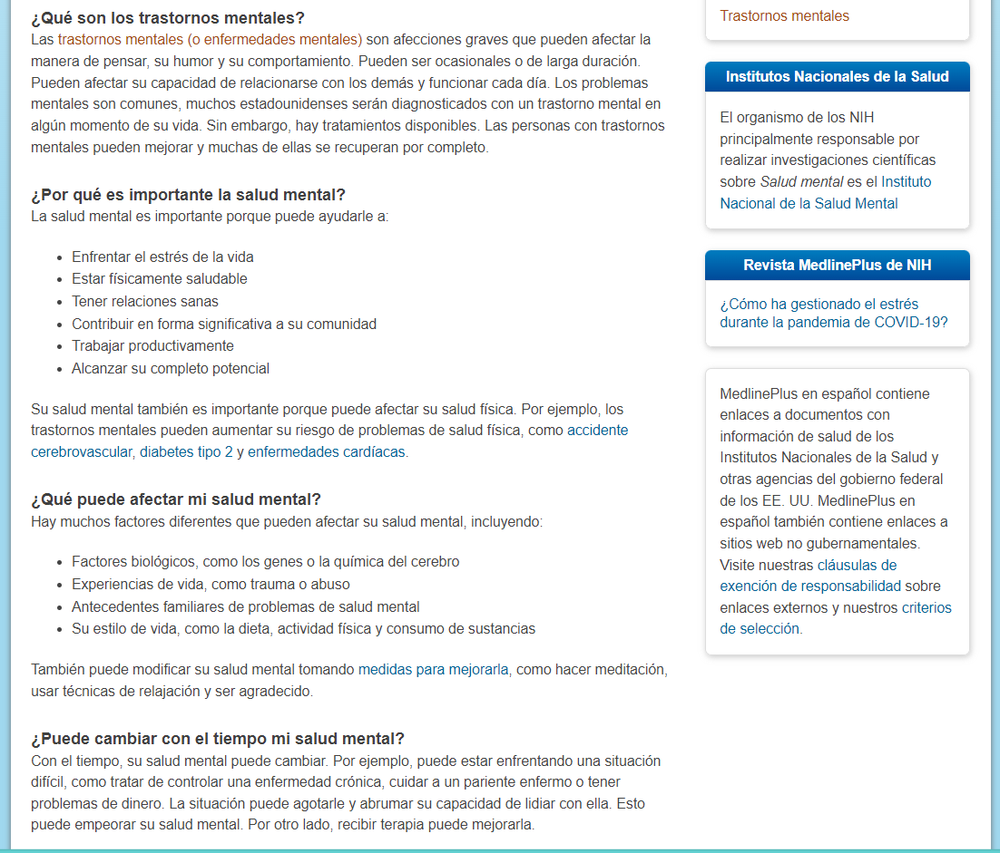 ¿Qué son los trastornos mentales?
Las trastornos mentales (o enfermedades mentales) son afecciones graves que pueden afectar la
manera de pensar, su humor y su comportamiento. Pueden ser ocasionales o de larga duración.
Pueden afectar su capacidad de relacionarse con los demás y funcionar cada día. Los problemas
mentales son comunes, muchos estadounidenses serán diagnosticados con un trastorno mental en
algún momento de su vida. Sin embargo, hay tratamientos disponibles. Las personas con trastornos
mentales pueden mejorar y muchas de ellas se recuperan por completo.
¿Por qué es importante la salud mental?
La salud mental es importante porque puede ayudarle a:
• Enfrentar el estrés de la vida
• Estar físicamente saludable
• Tener relaciones sanas
• Contribuir en forma significativa a su comunidad
• Trabajar productivamente
• Alcanzar su completo potencial
Su salud mental también es importante porque puede afectar su salud física. Por ejemplo, los
trastornos mentales pueden aumentar su riesgo de problemas de salud física, como accidente
cerebrovascular, diabetes tipo 2 y enfermedades cardíacas.
¿Qué puede afectar mi salud mental?
Hay muchos factores diferentes que pueden afectar su salud mental, incluyendo:
• Factores biológicos, como los genes o la química del cerebro
• Experiencias de vida, como trauma o abuso
• Antecedentes familiares de problemas de salud mental
• Su estilo de vida, como la dieta, actividad física y consumo de sustancias
También puede modificar su salud mental tomando medidas para mejorarla, como hacer meditación,
usar técnicas de relajación y ser agradecido.
¿Puede cambiar con el tiempo mi salud mental?
Con el tiempo, su salud mental puede cambiar. Por ejemplo, puede estar enfrentando una situación
difícil, como tratar de controlar una enfermedad crónica, cuidar a un pariente enfermo o tener
problemas de dinero. La situación puede agotarle y abrumar su capacidad de lidiar con ella. Esto
puede empeorar su salud mental. Por otro lado, recibir terapia puede mejorarla.
Trastornos mentales
Institutos Nacionales de la Salud
El organismo de los NIH
principalmente responsable por
realizar investigaciones científicas
sobre Salud mental es el Instituto
Nacional de la Salud Mental
Revista MedlinePlus de NIH
¿Cómo ha gestionado el estrés
durante la pandemia de COVID-19?
MedlinePlus en español contiene
enlaces a documentos con
información de salud de los
Institutos Nacionales de la Salud y
otras agencias del gobierno federal
de los EE. UU. MedlinePlus en
español también contiene enlaces a
sitios web no gubernamentales.
Visite nuestras cláusulas de
exención de responsabilidad sobre
enlaces externos y nuestros criterios
de selección.